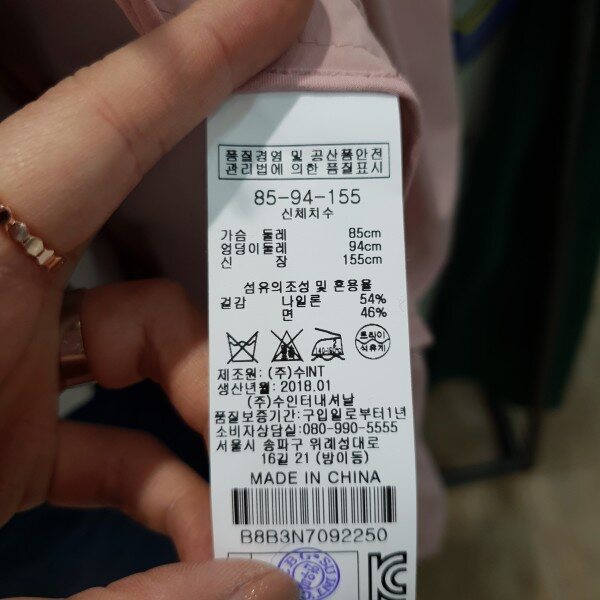 품질경영 및 공산품안전
관리법에 의한 품질표시
85-94-155
신체치수
가슴 둘레 85cm
엉덩이둘레 94cm
신 장 155cm
섬유의조성 및 혼용율
겉감 나일론 54%
면 46%
드라이
석유계
제조원: (주)수INT
생산년월: 2018.01
(주)수인터내셔날
품질보증기간: 구입일로부터1년
소비자상담실: 080-990-5555
서울시 송파구 위례성대로
16길 21 (방이동)
MADE IN CHINA
B8B3N7092250